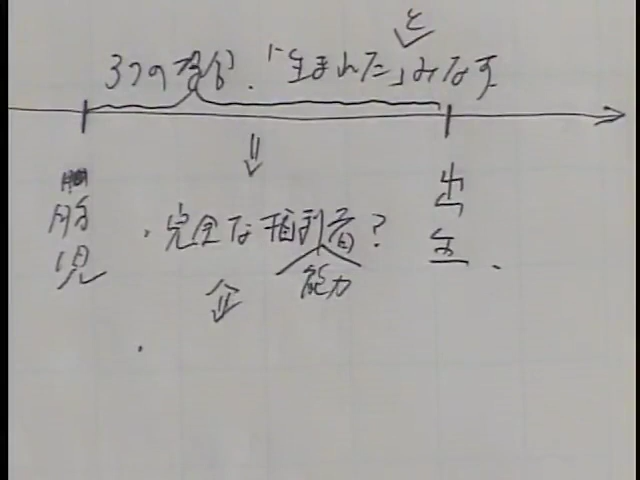 と
3つの場合.「生まれた」みなす
胎児
・完全な権利者?
能力
出生.